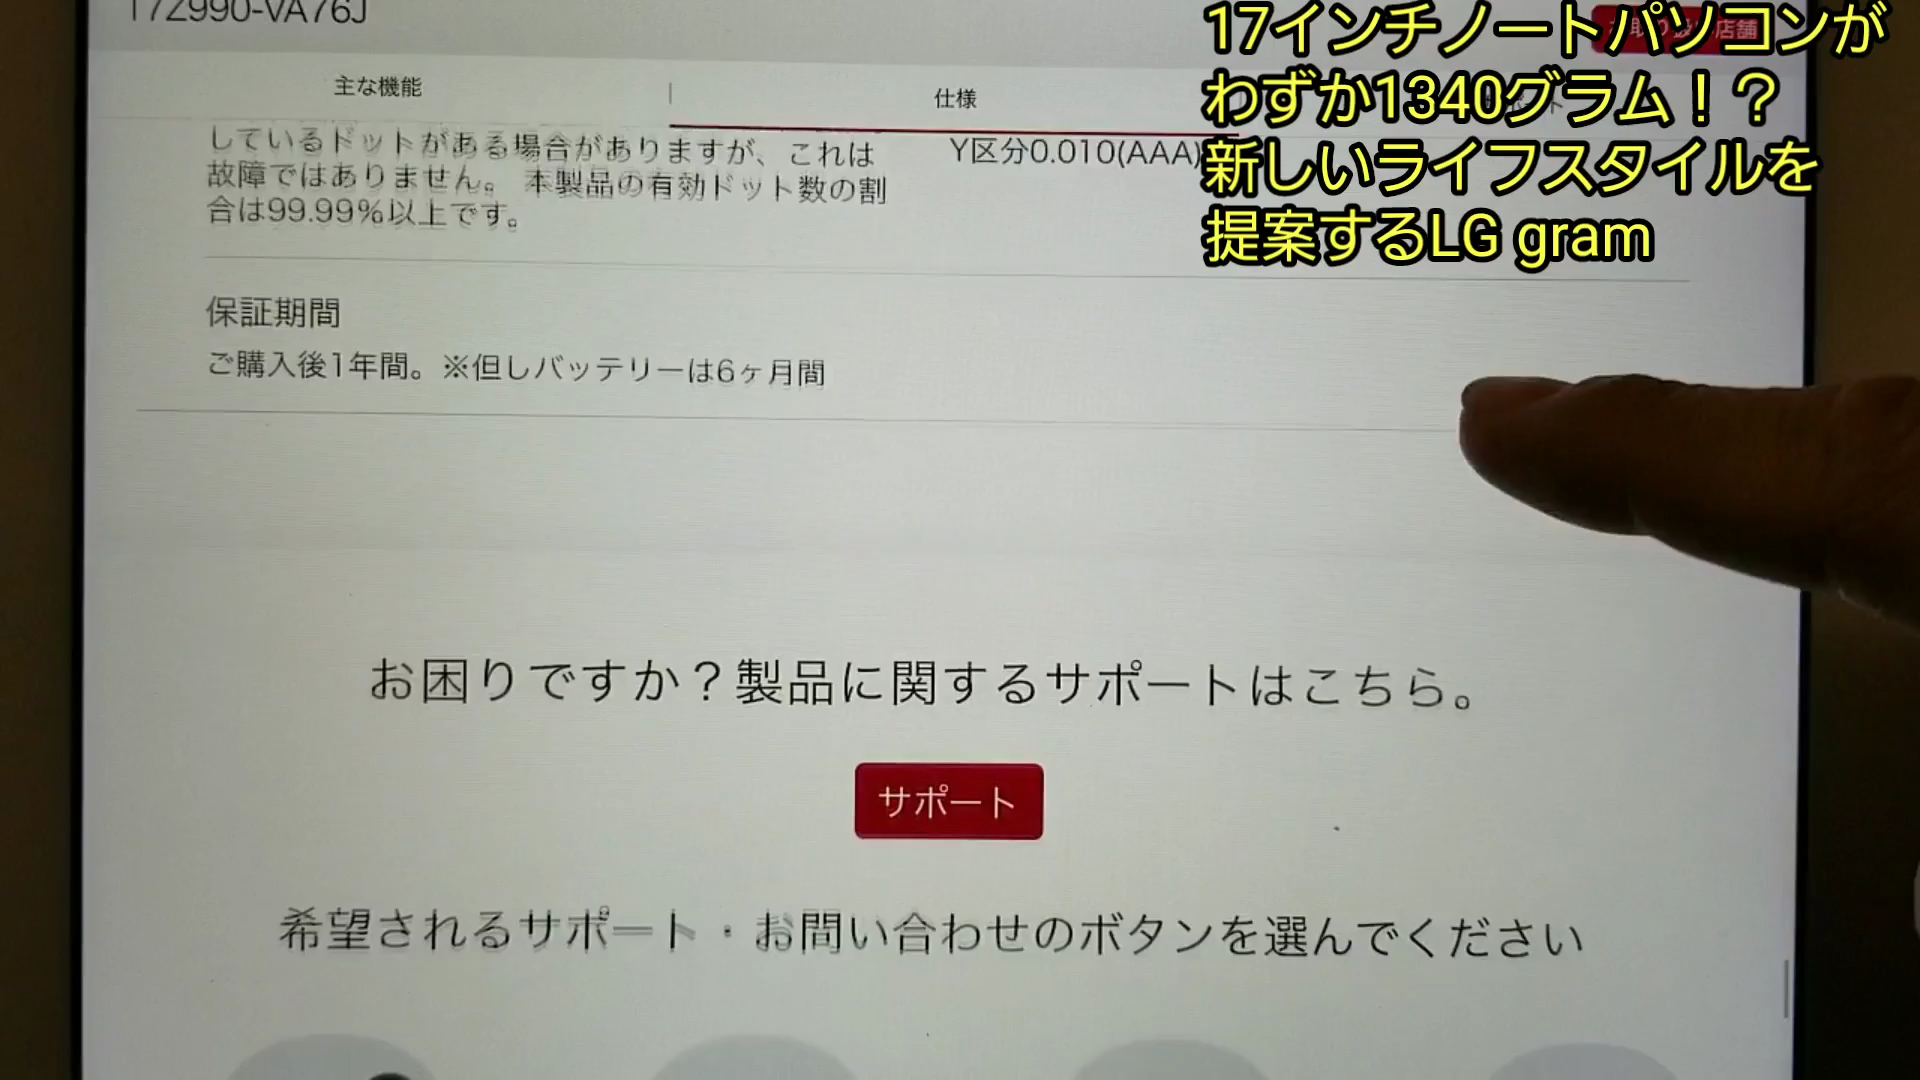 17Z990-VA76J
主な機能
仕様
17インチノートパソコンが
わずか1340グラム！？
新しいライフスタイルを
提案するLG gram
しているドットがある場合がありますが、これは
故障ではありません。 本製品の有効ドット数の割
合は99.99%以上です。
Y区分0.010(AAA)
保証期間
ご購入後1年間。※但しバッテリーは6ヶ月間
お困りですか？製品に関するサポートはこちら。
サポート
希望されるサポート・お問い合わせのボタンを選んでください